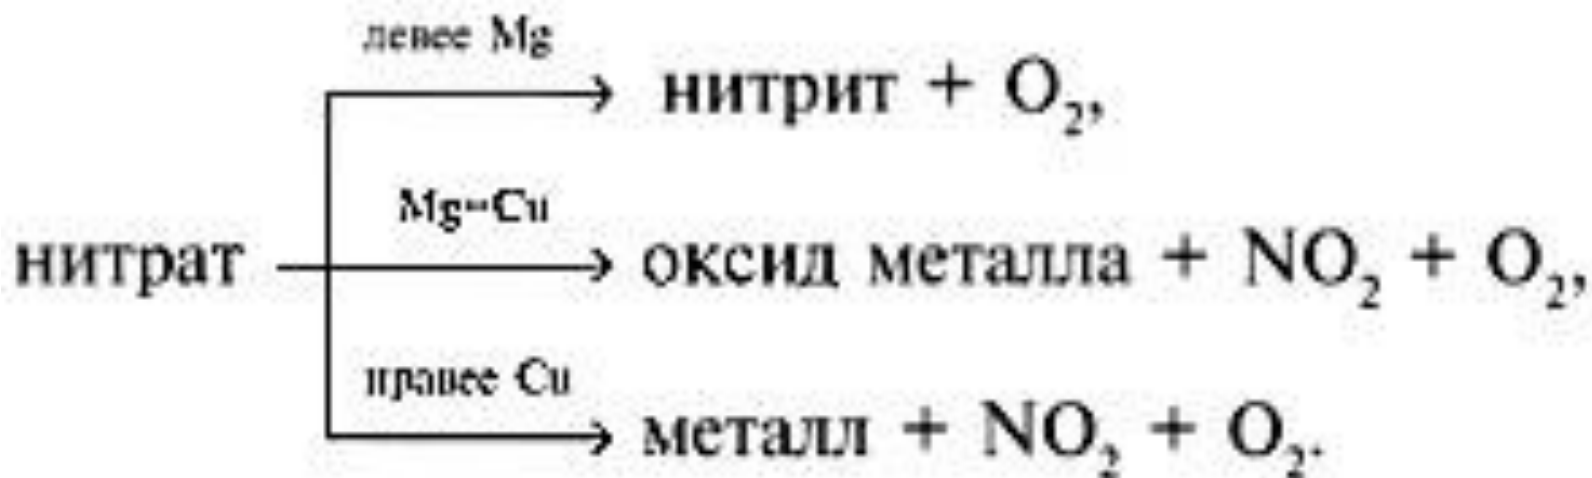 левее Mg
нитрит + O₂,
Mg–Cu
нитрат
оксид металла + NO₂ + O₂,
правее Cu
металл + NO₂ + O₂.